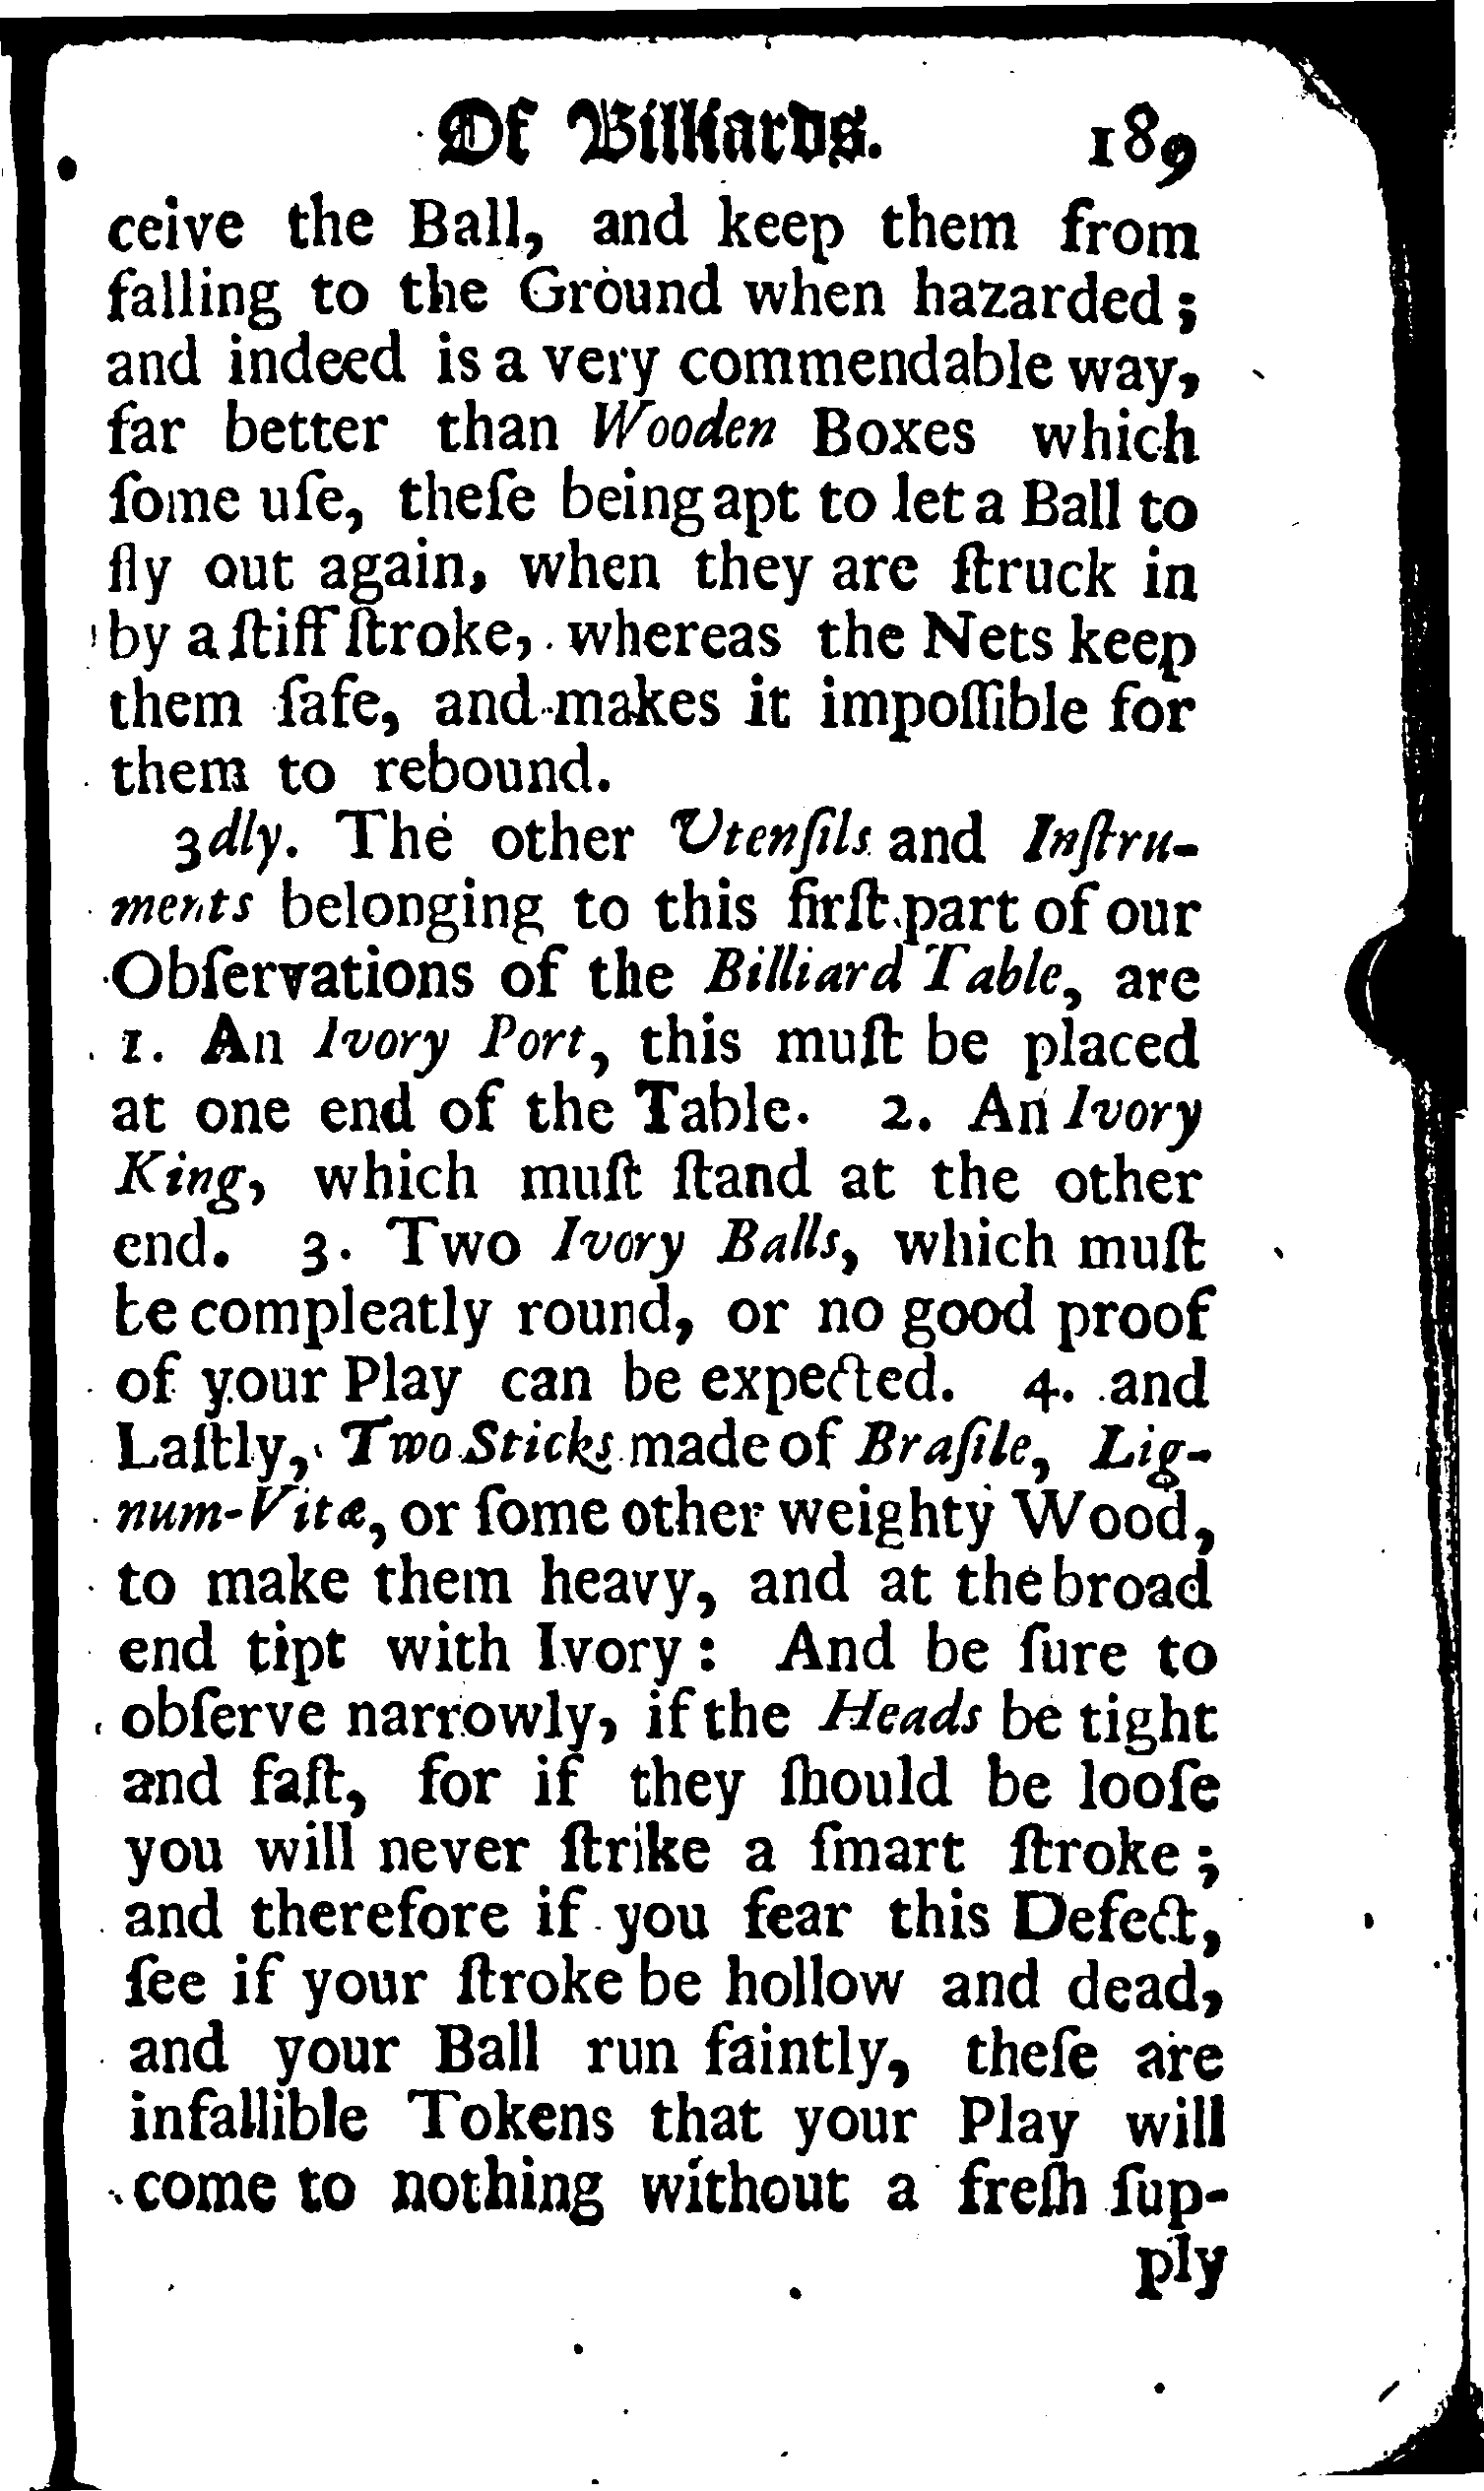 Of Billiards. 189
ceive the Ball, and keep them from
falling to the Ground when hazarded;
and indeed is a very commendable way,
far better than Wooden Boxes which
ſome uſe, theſe being apt to let a Ball to
fly out again, when they are ſtruck in
by a ſtiff ſtroke, whereas the Nets keep
them ſafe, and makes it impoſſible for
them to rebound.
3dly. The other Utenſils and Inſtru-
ments belonging to this firſt part of our
Obſervations of the Billiard Table, are
1. An Ivory Port, this muſt be placed
at one end of the Table. 2. An Ivory
King, which muſt ſtand at the other
end. 3. Two Ivory Balls, which muſt
be compleatly round, or no good proof
of your Play can be expected. 4. and
Laſtly, Two Sticks made of Braſile, Lig-
num-Vitæ, or ſome other weighty Wood,
to make them heavy, and at the broad
end tipt with Ivory: And be ſure to
obſerve narrowly, if the Heads be tight
and faſt, for if they ſhould be looſe
you will never ſtrike a ſmart ſtroke;
and therefore if you fear this Defect,
ſee if your ſtroke be hollow and dead,
and your Ball run faintly, theſe are
infallible Tokens that your Play will
come to nothing without a freſh ſup-
ply